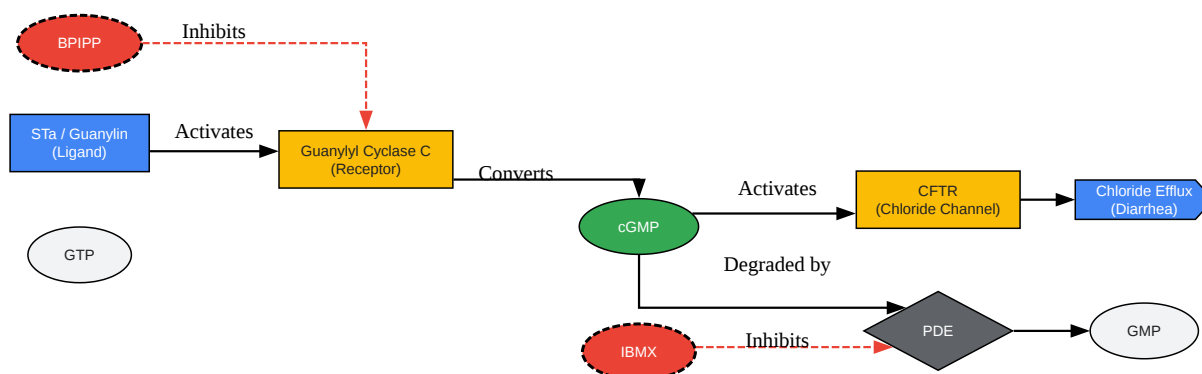 Inhibits
BPIPP
STa / Guanylin
(Ligand)
Activates
Guanylyl Cyclase C
(Receptor)
Converts
GTP
cGMP
Activates
CFTR
(Chloride Channel)
Chloride Efflux
(Diarrhea)
Degraded by
PDE
GMP
Inhibits
IBMX